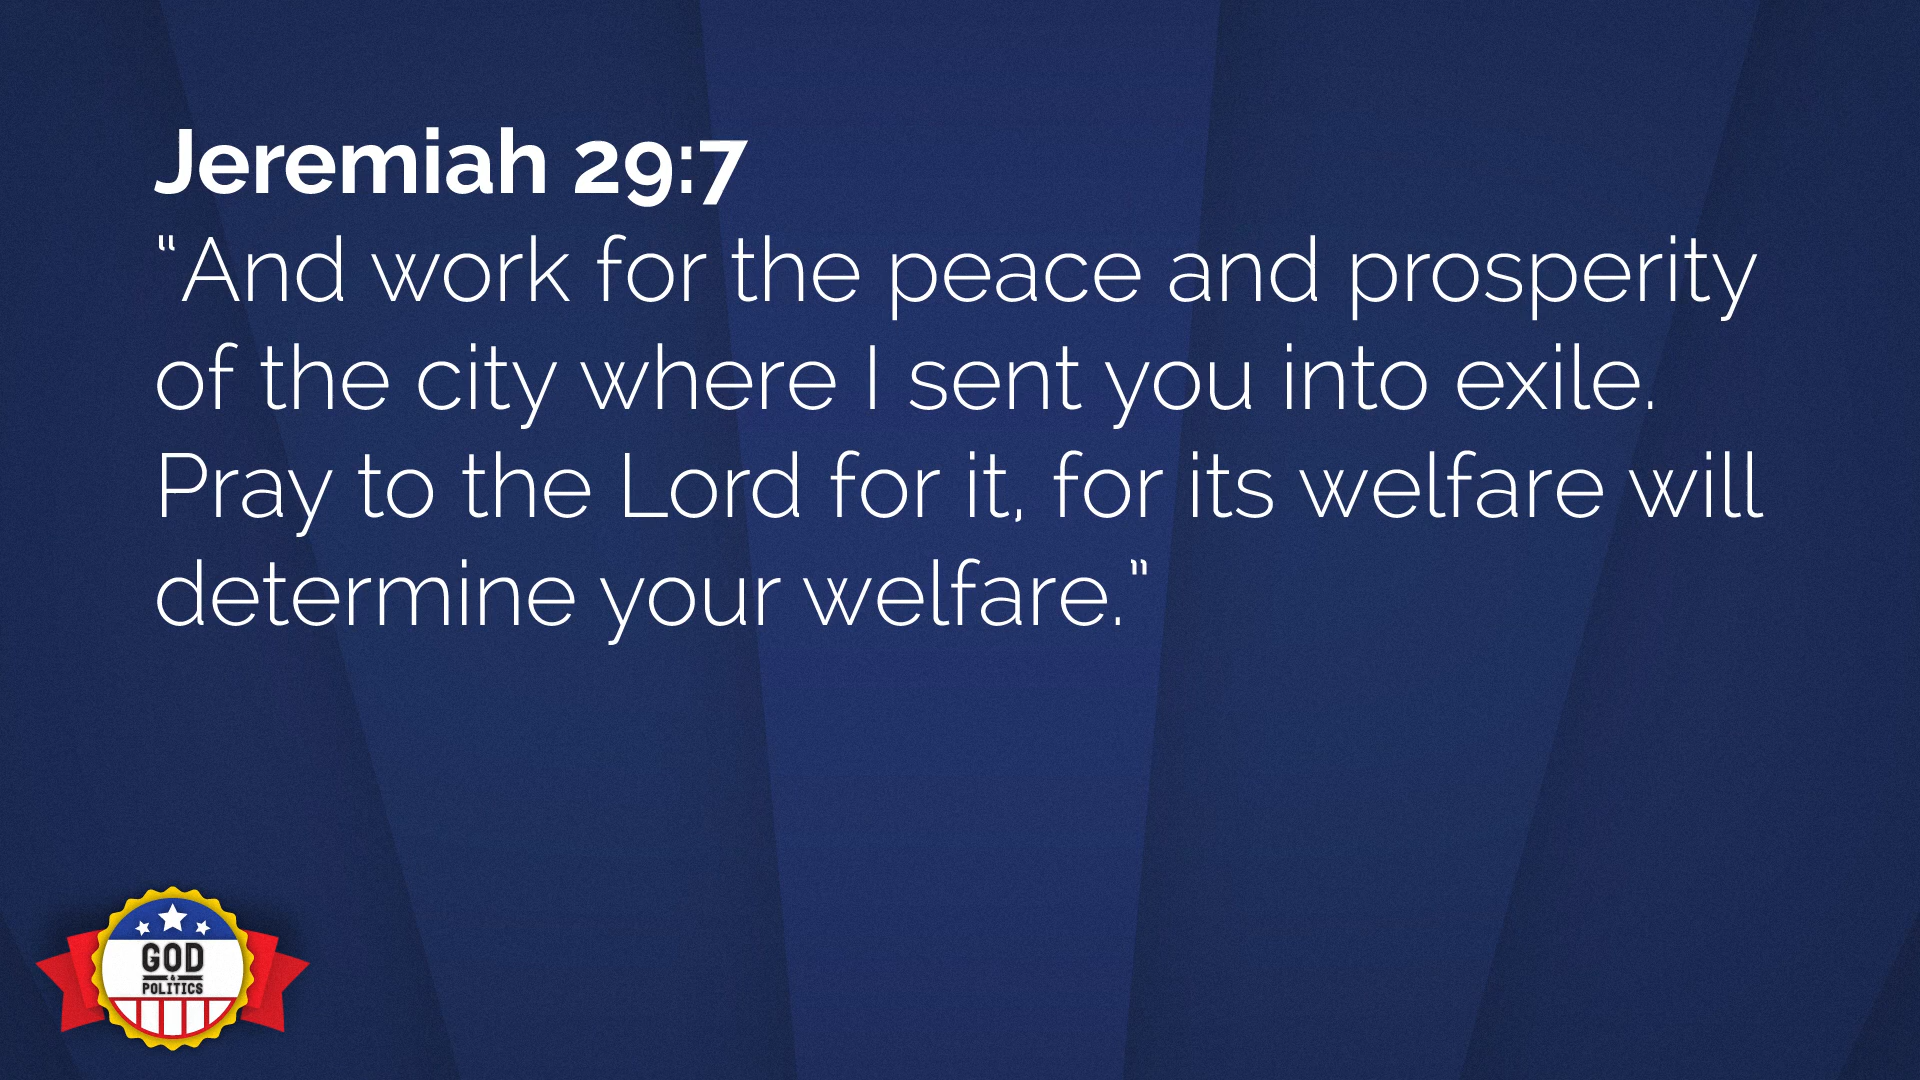 Jeremiah 29:7
“And work for the peace and prosperity
of the city where I sent you into exile.
Pray to the Lord for it, for its welfare will
determine your welfare.”
GOD
&
POLITICS